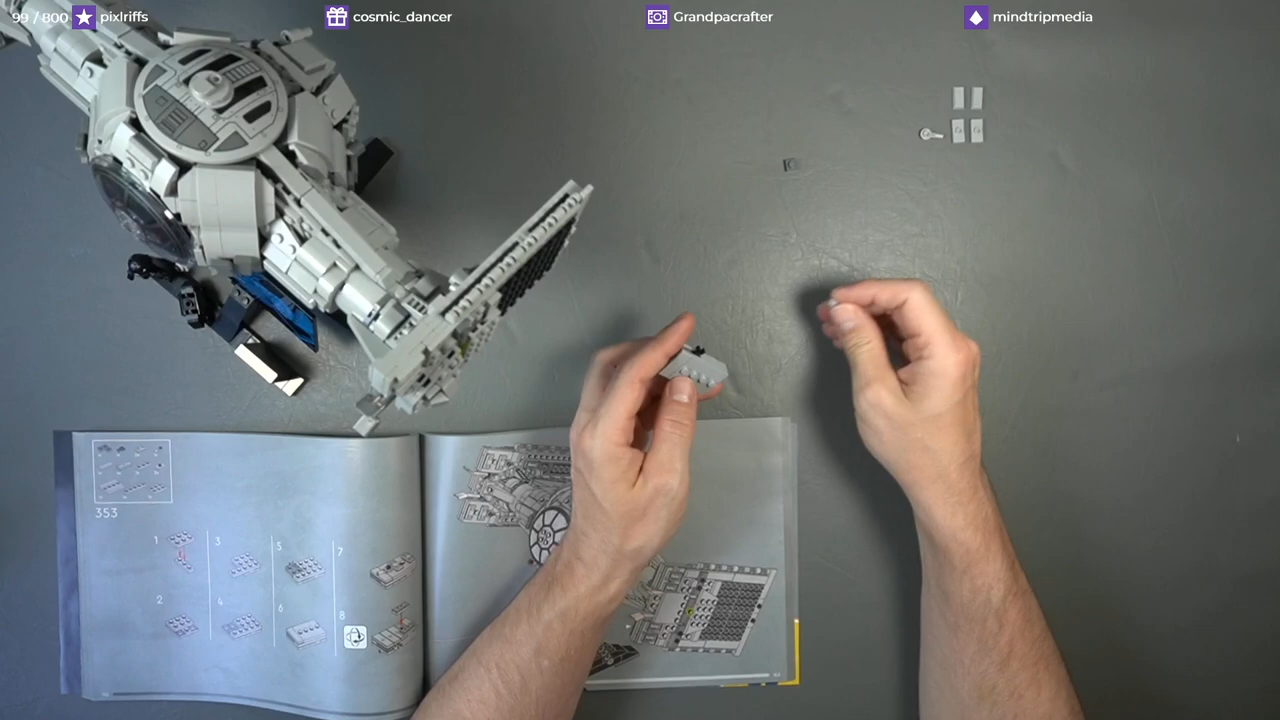 99 / 800 pixlriffs cosmic_dancer Grandpacrafter mindtripmedia
353
1 3 5 7
2 4 6 8